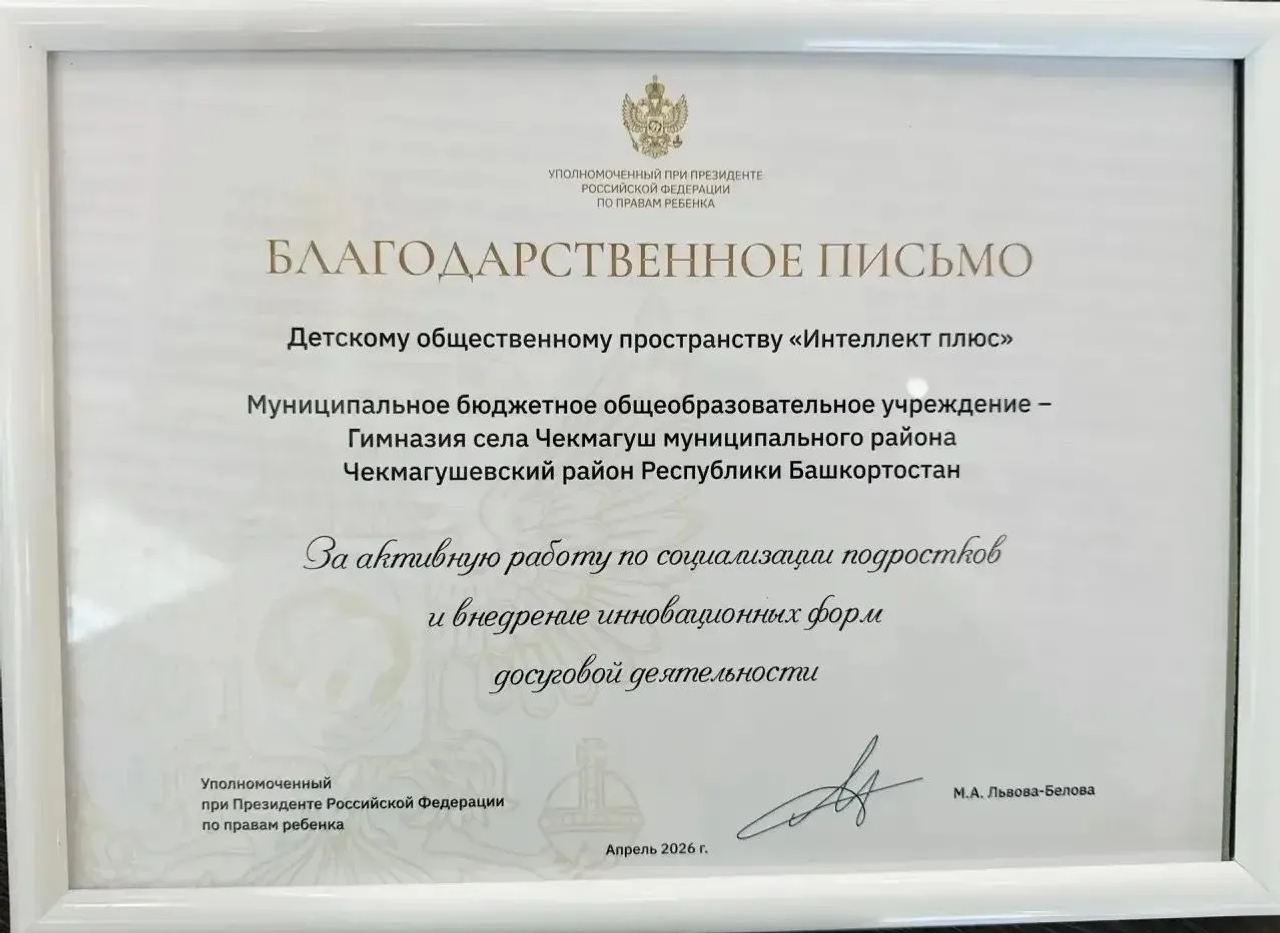 УПОЛНОМОЧЕННЫЙ ПРИ ПРЕЗИДЕНТЕ
РОССИЙСКОЙ ФЕДЕРАЦИИ
ПО ПРАВАМ РЕБЕНКА
БЛАГОДАРСТВЕННОЕ ПИСЬМО
Детскому общественному пространству «Интеллект плюс»
Муниципальное бюджетное общеобразовательное учреждение –
Гимназия села Чекмагуш муниципального района
Чекмагушевский район Республики Башкортостан
За активную работу по социализации подростков
и внедрение инновационных форм
досуговой деятельности
Уполномоченный
при Президенте Российской Федерации
по правам ребенка
М.А. Львова-Белова
Апрель 2026 г.